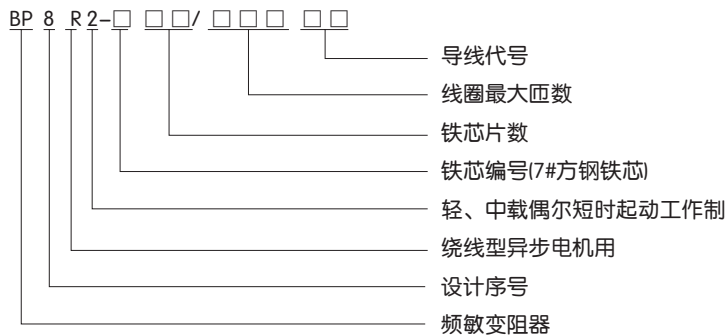 BP 8 R 2-□ □□/□□□ □□
导线代号
线圈最大匝数
铁芯片数
铁芯编号(7#方钢铁芯)
轻、中载偶尔短时起动工作制
绕线型异步电机用
设计序号
频敏变阻器